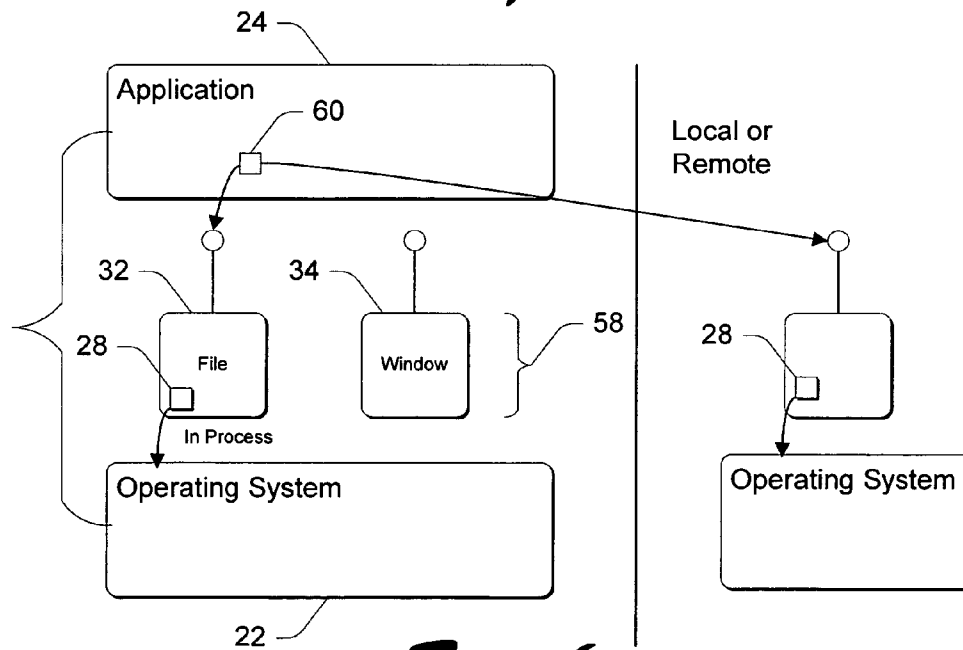 24
Application
60
Local or
Remote
32
34
58
28
File
Window
28
In Process
Operating System
Operating System
22